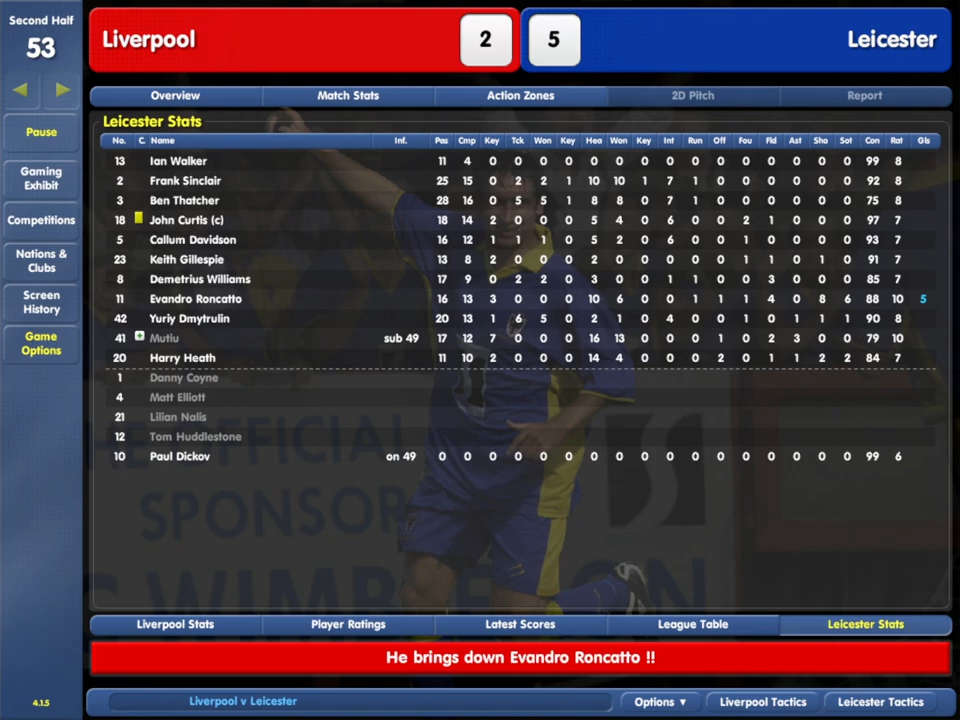 Second Half
53
Liverpool 2 5 Leicester
Overview Match Stats Action Zones 2D Pitch Report
Pause
Gaming
Exhibit
Competitions
Nations &
Clubs
Screen
History
Game
Options
Leicester Stats
No. C. Name Inf. Pas Cmp Key Tck Won Key Hea Won Key Int Run Off Fou Fld Ast Sho Sot Con Rat Gls
13 Ian Walker 11 4 0 0 0 0 0 0 0 0 0 0 0 0 0 0 0 99 8
2 Frank Sinclair 25 15 0 2 2 1 10 10 1 7 1 0 0 0 0 0 0 92 8
3 Ben Thatcher 28 16 0 5 5 1 8 8 0 7 1 0 0 0 0 0 0 75 8
18 John Curtis (c) 18 14 2 0 0 0 5 4 0 6 0 0 2 1 0 0 0 97 7
5 Callum Davidson 16 12 1 1 1 0 5 2 0 6 0 0 1 0 0 0 0 93 7
23 Keith Gillespie 13 8 2 1 0 0 2 0 0 0 0 0 1 1 0 1 0 91 7
8 Demetrius Williams 17 9 0 2 2 0 3 0 0 1 1 0 0 3 0 0 0 85 7
11 Evandro Roncatto 16 13 3 0 0 0 10 6 0 0 1 1 1 4 0 8 6 88 10 5
42 Yuriy Dmytrulin 20 13 1 6 5 0 2 1 0 4 0 0 1 0 1 1 1 90 8
41 Mutiu sub 49 17 12 7 0 0 0 16 13 0 0 0 1 0 2 3 0 0 79 10
20 Harry Heath 11 10 2 0 0 0 14 4 0 0 0 2 0 1 1 2 2 84 7
1 Danny Coyne
4 Matt Elliott
21 Lilian Nalis
12 Tom Huddlestone
10 Paul Dickov on 49 0 0 0 0 0 0 0 0 0 0 0 0 0 0 0 0 0 99 6
THE OFFICIAL
SPONSOR
WIMBLEDON
Liverpool Stats Player Ratings Latest Scores League Table Leicester Stats
He brings down Evandro Roncatto !!
4.1.5
Liverpool v Leicester Options ▼ Liverpool Tactics Leicester Tactics